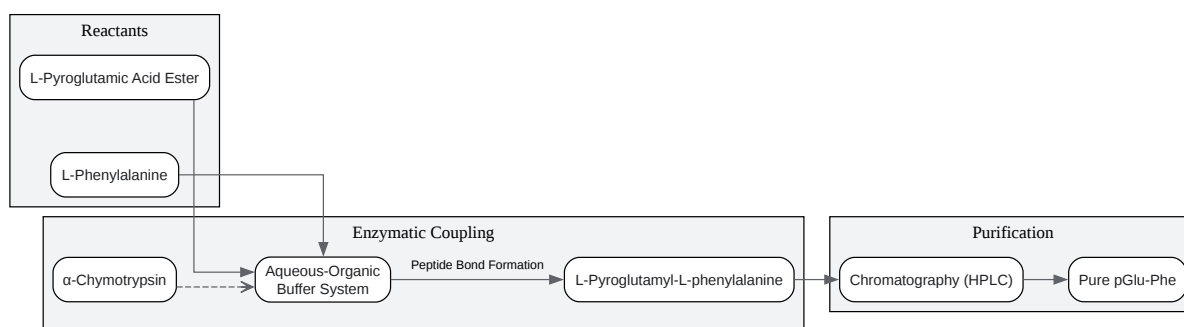 Reactants
L-Pyroglutamic Acid Ester
L-Phenylalanine
Enzymatic Coupling
α-Chymotrypsin
Aqueous-Organic
Buffer System
Peptide Bond Formation
L-Pyroglutamyl-L-phenylalanine
Purification
Chromatography (HPLC)
Pure pGlu-Phe